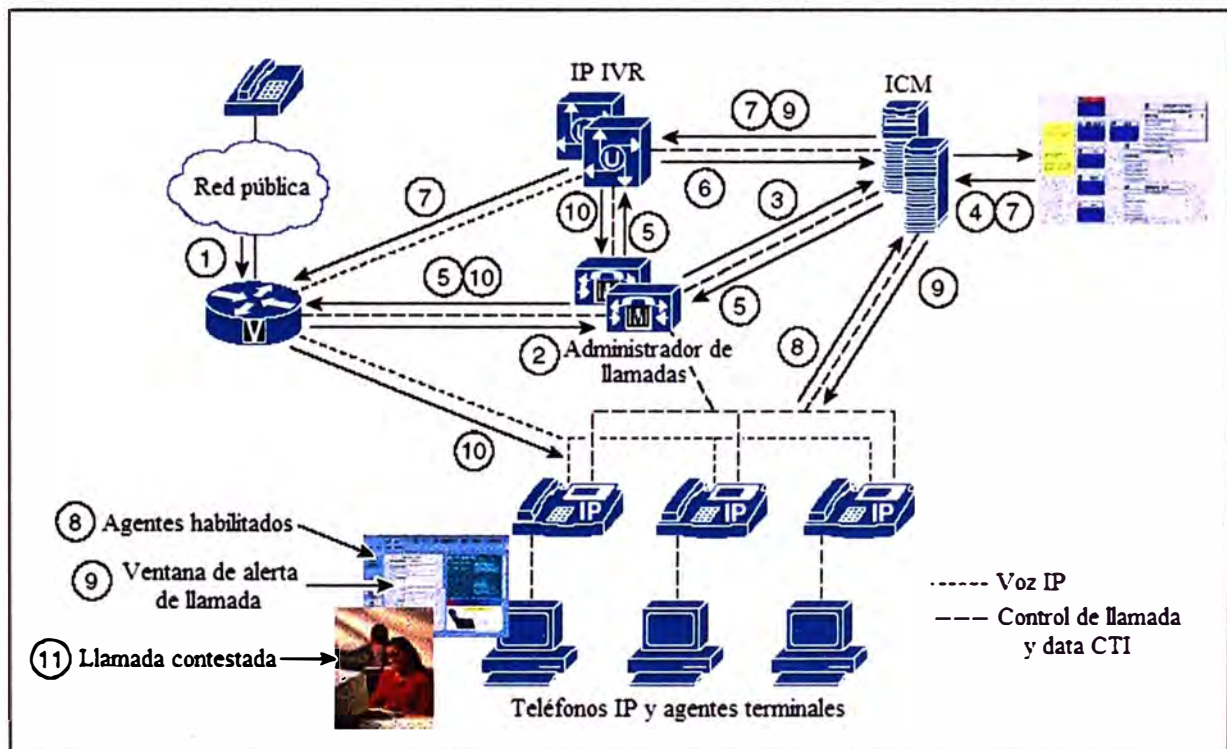 IP IVR
ICM
7 9
Red pública
7
6
3
4 7
10
5
1
5 10
5
9
2
Administrador de
llamadas
8
V
U
M
10
IP
IP
IP
8 Agentes habilitados
9 Ventana de alerta
de llamada
11 Llamada contestada
Voz IP
Control de llamada
y data CTI
Teléfonos IP y agentes terminales